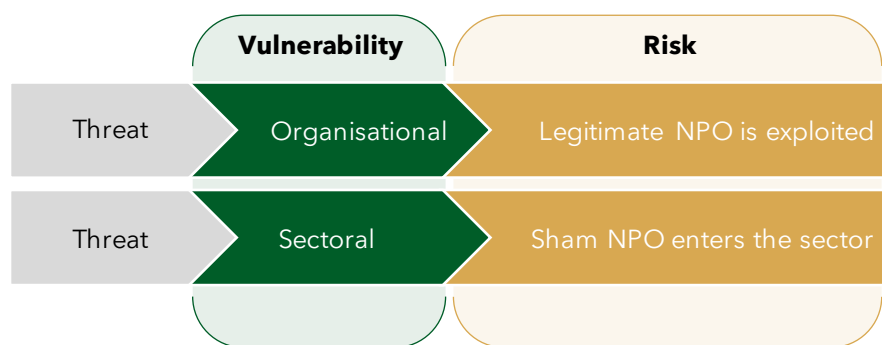 Vulnerability
Risk
Threat
Organisational
Legitimate NPO is exploited
Threat
Sectoral
Sham NPO enters the sector